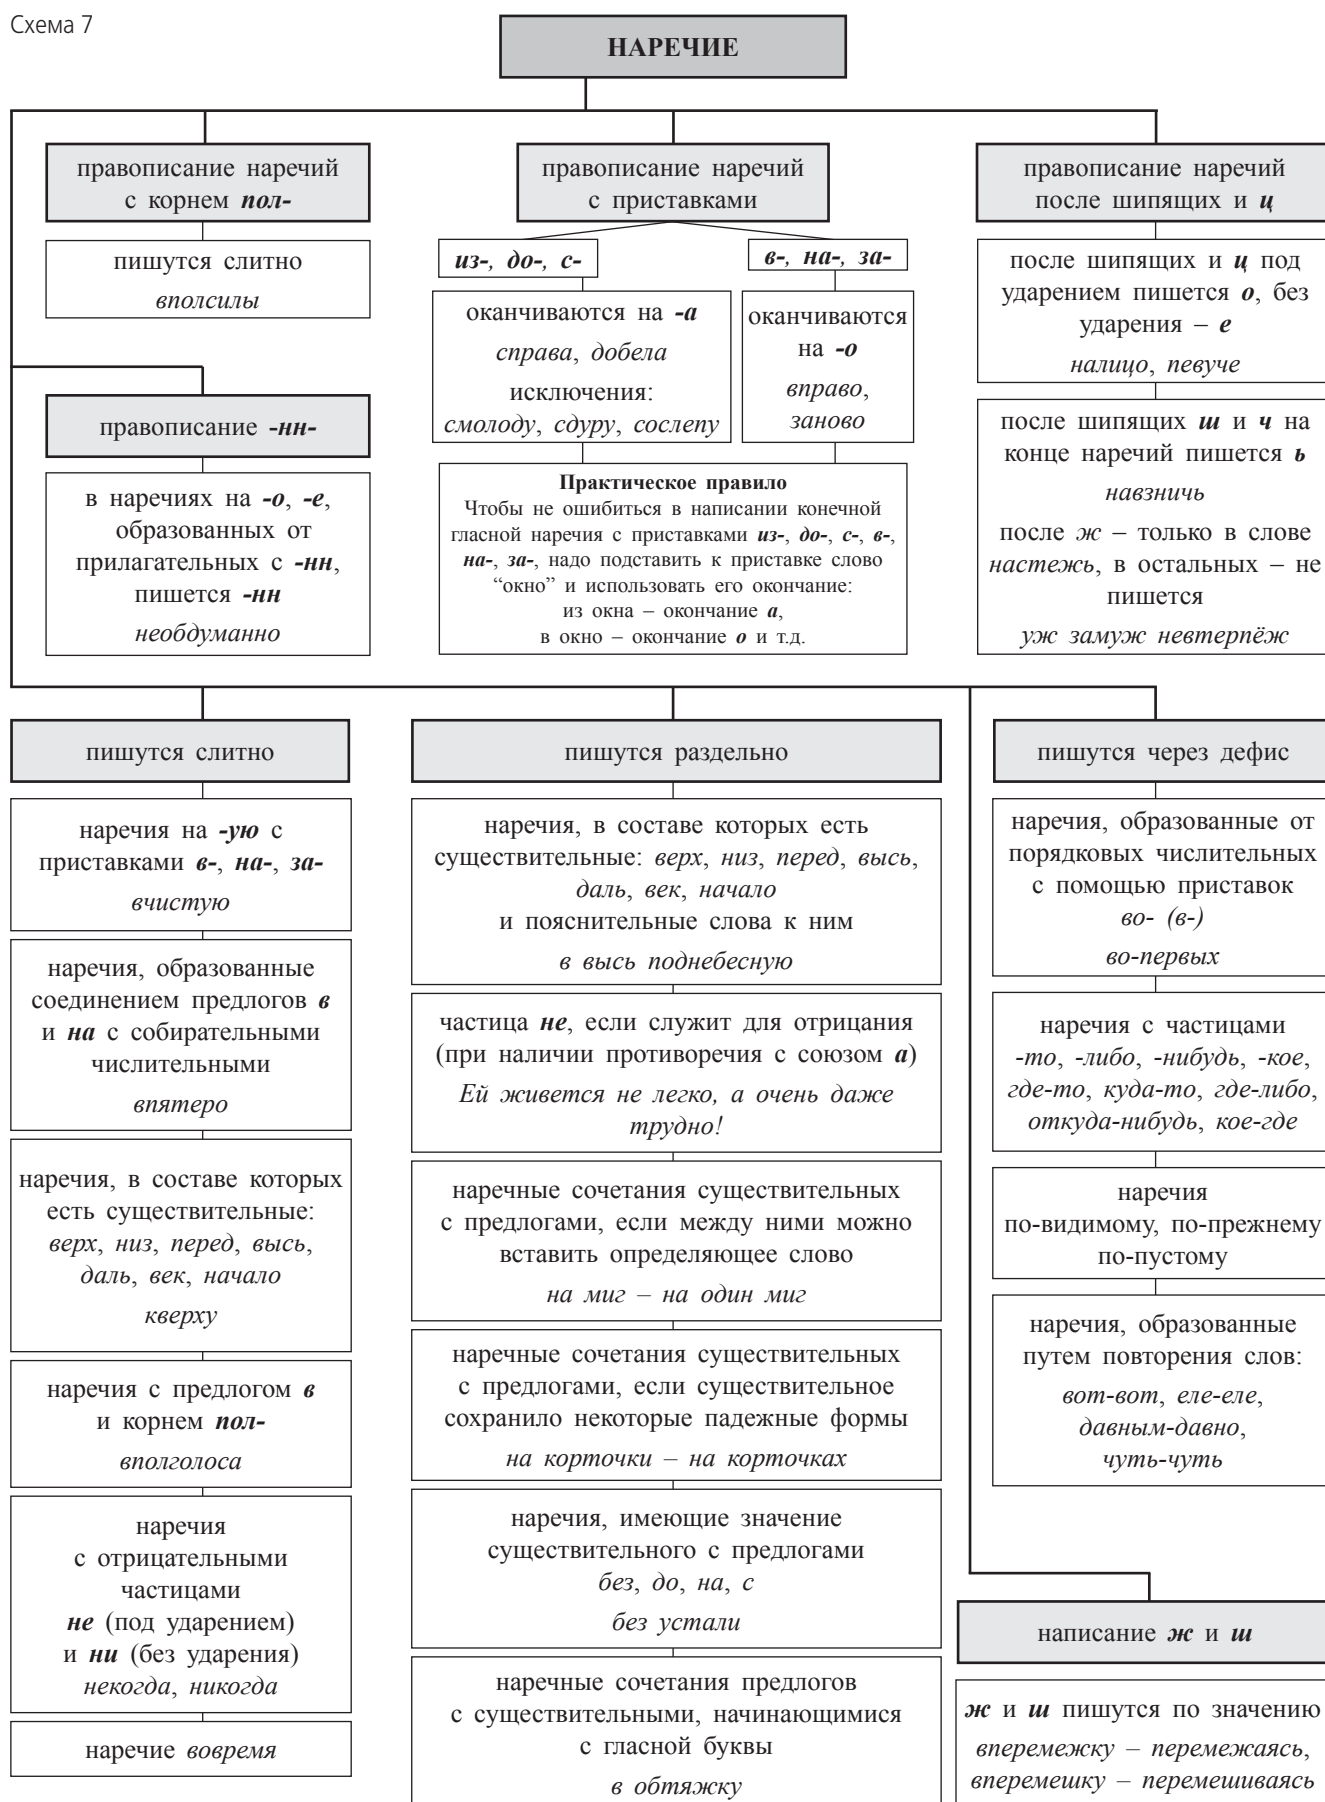 Схема 7
НАРЕЧИЕ
правописание наречий
с корнем пол-
пишутся слитно
вполсилы
правописание -нн-
в наречиях на -о, -е,
образованных от
прилагательных с -нн,
пишется -нн
необдуманно
правописание наречий
с приставками
из-, до-, с-
оканчиваются на -а
справа, добела
исключения:
смолоду, сдуру, сослепу
в-, на-, за-
оканчиваются
на -о
вправо,
заново
Практическое правило
Чтобы не ошибиться в написании конечной
гласной наречия с приставками из-, до-, с-, в-,
на-, за-, надо подставить к приставке слово
“окно” и использовать его окончание:
из окна – окончание а,
в окно – окончание о и т.д.
правописание наречий
после шипящих и ц
после шипящих и ц под
ударением пишется о, без
ударения – е
налицо, певуче
после шипящих ш и ч на
конце наречий пишется ь
навзничь
после ж – только в слове
настежь, в остальных – не
пишется
уж замуж невтерпёж
пишутся слитно
наречия на -ую с
приставками в-, на-, за-
вчистую
наречия, образованные
соединением предлогов в
и на с собирательными
числительными
впятеро
наречия, в составе которых
есть существительные:
верх, низ, перед, высь,
даль, век, начало
кверху
наречия с предлогом в
и корнем пол-
вполголоса
наречия
с отрицательными
частицами
не (под ударением)
и ни (без ударения)
некогда, никогда
наречие вовремя
пишутся раздельно
наречия, в составе которых есть
существительные: верх, низ, перед, высь,
даль, век, начало
и пояснительные слова к ним
в высь поднебесную
частица не, если служит для отрицания
(при наличии противоречия с союзом а)
Ей живется не легко, а очень даже
трудно!
наречные сочетания существительных
с предлогами, если между ними можно
вставить определяющее слово
на миг – на один миг
наречные сочетания существительных
с предлогами, если существительное
сохранило некоторые падежные формы
на корточки – на корточках
наречия, имеющие значение
существительного с предлогами
без, до, на, с
без устали
наречные сочетания предлогов
с существительными, начинающимися
с гласной буквы
в обтяжку
пишутся через дефис
наречия, образованные от
порядковых числительных
с помощью приставок
во- (в-)
во-первых
наречия с частицами
-то, -либо, -нибудь, -кое,
где-то, куда-то, где-либо,
откуда-нибудь, кое-где
наречия
по-видимому, по-прежнему
по-пустому
наречия, образованные
путем повторения слов:
вот-вот, еле-еле,
давным-давно,
чуть-чуть
написание ж и ш
ж и ш пишутся по значению
вперемежку – перемежаясь,
вперемешку – перемешиваясь